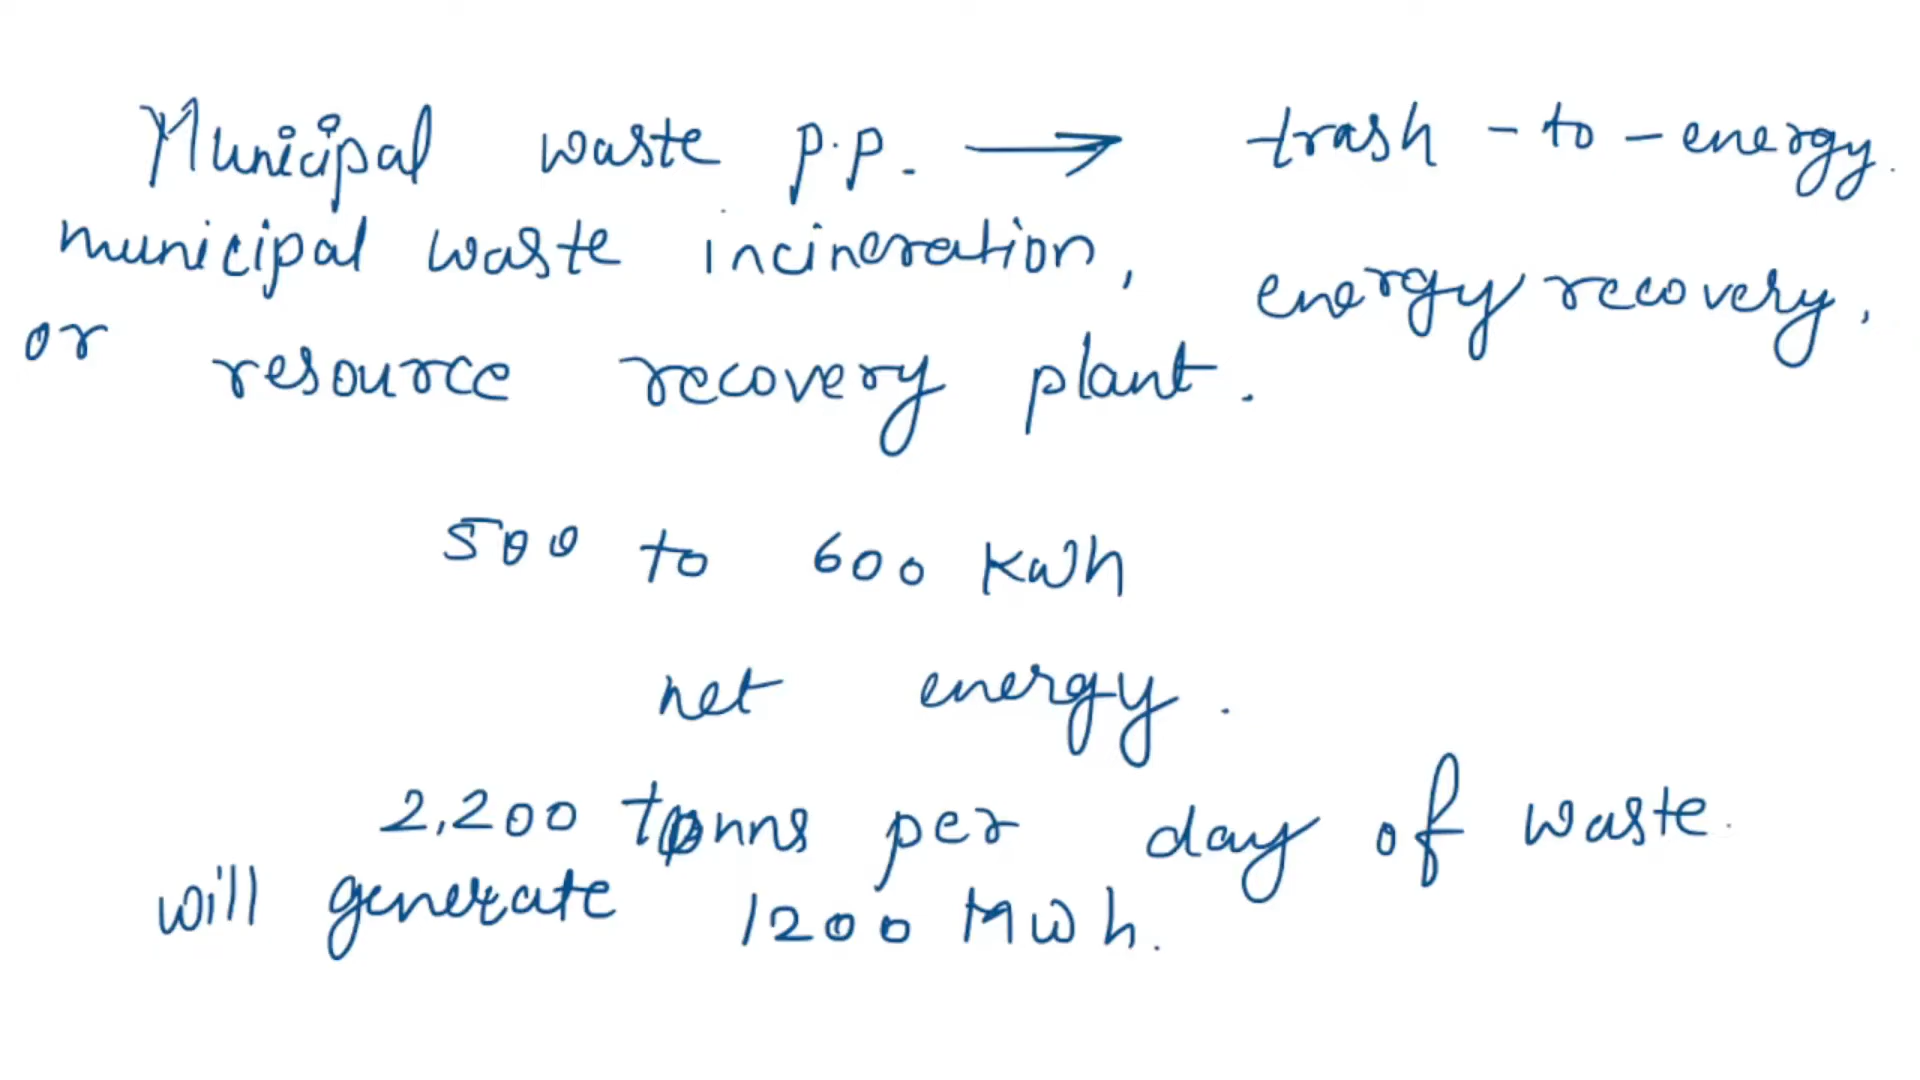 Municipal waste p.p. → trash-to-energy.
municipal waste incineration, energy recovery,
or resource recovery plant.
500 to 600 kWh
net energy.
2,200 tonns per day of waste
will generate 1200 MWh.